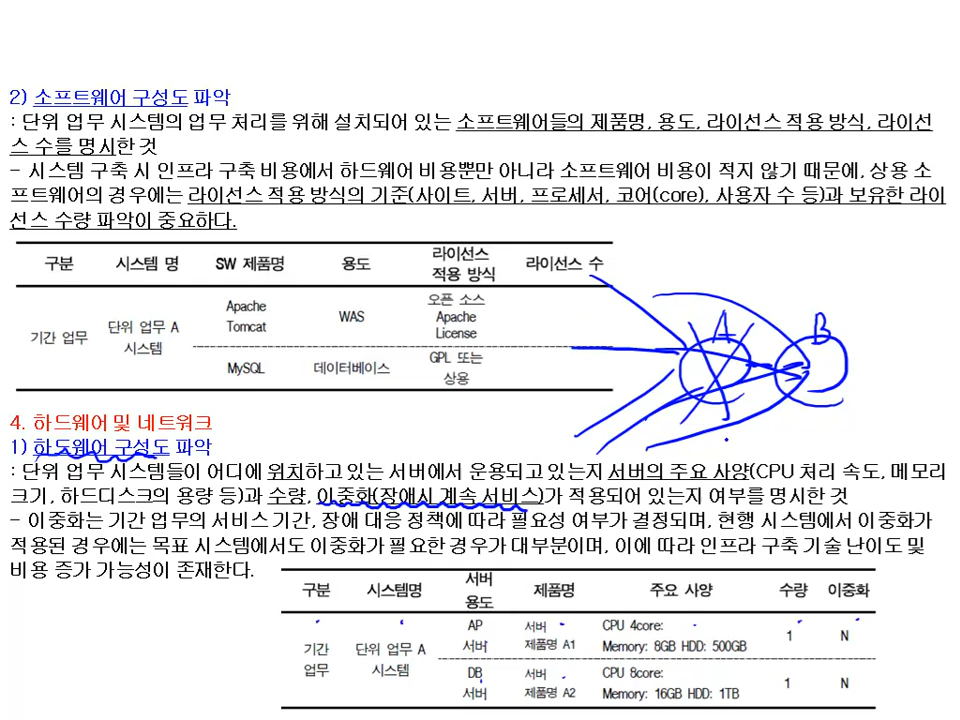 2) 소프트웨어 구성도 파악
: 단위 업무 시스템의 업무 처리를 위해 설치되어 있는 소프트웨어들의 제품명, 용도, 라이선스 적용 방식, 라이선
스 수를 명시한 것
- 시스템 구축 시 인프라 구축 비용에서 하드웨어 비용뿐만 아니라 소프트웨어 비용이 적지 않기 때문에, 상용 소
프트웨어의 경우에는 라이선스 적용 방식의 기준(사이트, 서버, 프로세서, 코어(core), 사용자 수 등)과 보유한 라이
선스 수량 파악이 중요하다.
구분 시스템 명 SW 제품명 용도 라이선스 적용 방식 라이선스 수
기간 업무 단위 업무 A 시스템
Apache Tomcat WAS 오픈 소스 Apache License
MySQL 데이터베이스 GPL 또는 상용
A B
4. 하드웨어 및 네트워크
1) 하드웨어 구성도 파악
: 단위 업무 시스템들이 어디에 위치하고 있는 서버에서 운용되고 있는지 서버의 주요 사양(CPU 처리 속도, 메모리
크기, 하드디스크의 용량 등)과 수량, 이중화(장애시 계속 서비스)가 적용되어 있는지 여부를 명시한 것
- 이중화는 기간 업무의 서비스 기간, 장애 대응 정책에 따라 필요성 여부가 결정되며, 현행 시스템에서 이중화가
적용된 경우에는 목표 시스템에서도 이중화가 필요한 경우가 대부분이며, 이에 따라 인프라 구축 기술 난이도 및
비용 증가 가능성이 존재한다.
구분 시스템명 서버 용도 제품명 주요 사양 수량 이중화
기간 업무 단위 업무 A 시스템
AP 서버 서버 제품명 A1 CPU 4core: Memory: 8GB HDD: 500GB 1 N
DB 서버 서버 제품명 A2 CPU 8core: Memory: 16GB HDD: 1TB 1 N